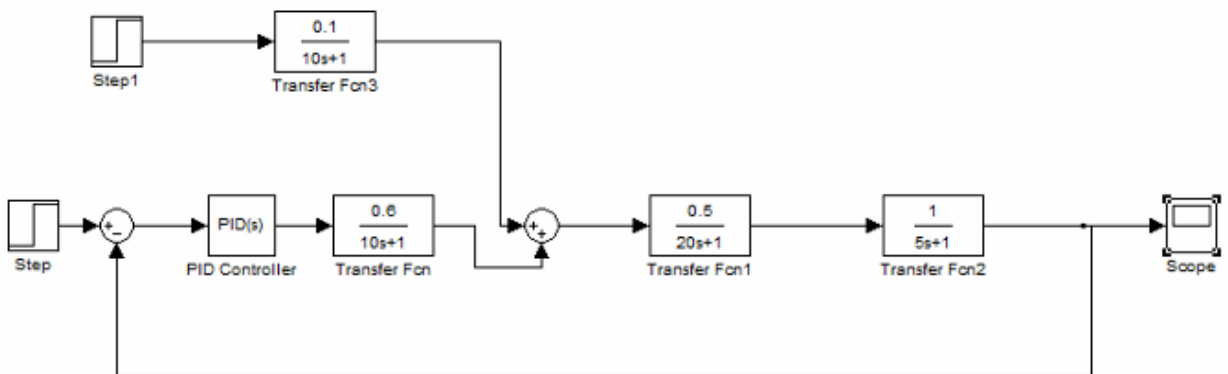 0.1
10s+1
Step1
Transfer Fcn3
+
-
PID(s)
0.6
10s+1
+
+
0.5
20s+1
1
5s+1
Step
PID Controller
Transfer Fcn
Transfer Fcn1
Transfer Fcn2
Scope